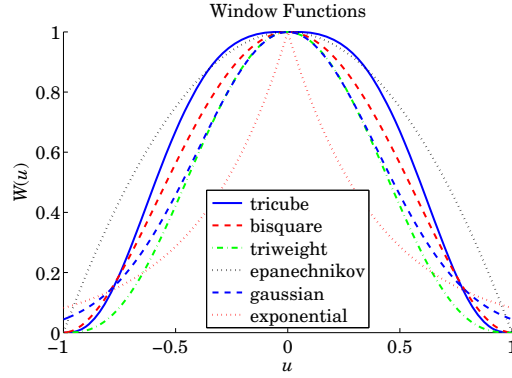 Window Functions
1
0.8
0.6
0.4
0.2
0
W(u)
tricube
bisquare
triweight
epanechnikov
gaussian
exponential
−1
−0.5
0
0.5
1
u